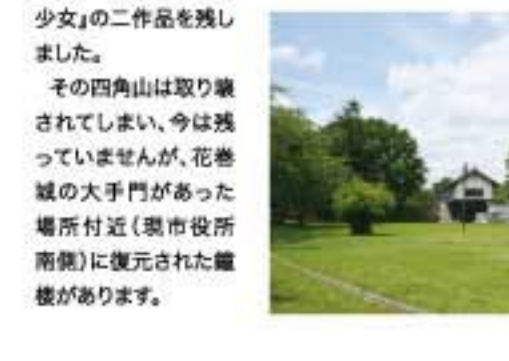 少女』の二作品を残し
ました。
　その四角山は取り壊
されてしまい、今は残
っていませんが、花巻
城の大手門があった
場所付近（現市役所
南側）に復元された鐘
楼があります。